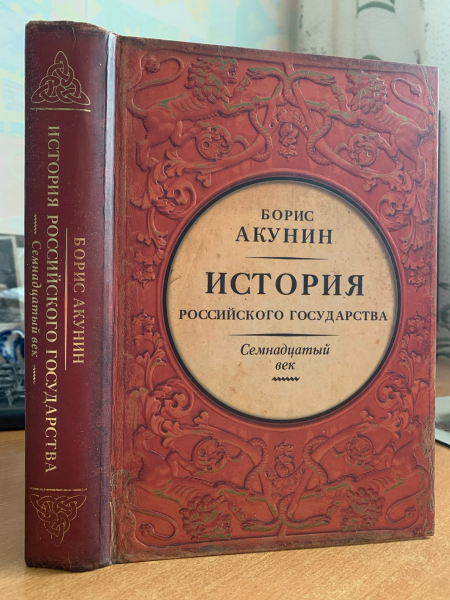 БОРИС АКУНИН
ИСТОРИЯ РОССИЙСКОГО ГОСУДАРСТВА
Семнадцатый век
БОРИС
АКУНИН
ИСТОРИЯ
РОССИЙСКОГО ГОСУДАРСТВА
Семнадцатый
век